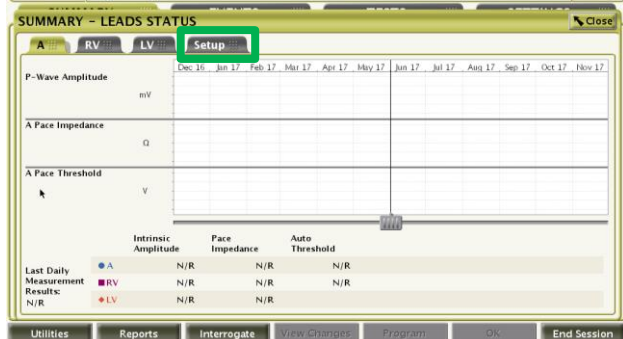 SUMMARY - LEADS STATUS
Close
A RV LV Setup
Dec 16 Jan 17 Feb 17 Mar 17 Apr 17 May 17 Jun 17 Jul 17 Aug 17 Sep 17 Oct 17 Nov 17
P-Wave Amplitude
mV
A Pace Impedance
Ω
A Pace Threshold
V
Intrinsic Amplitude Pace Impedance Auto Threshold
Last Daily Measurement Results:
N/R
A N/R N/R N/R
RV N/R N/R N/R
LV N/R N/R
Utilities Reports Interrogate View Changes Program OK End Session